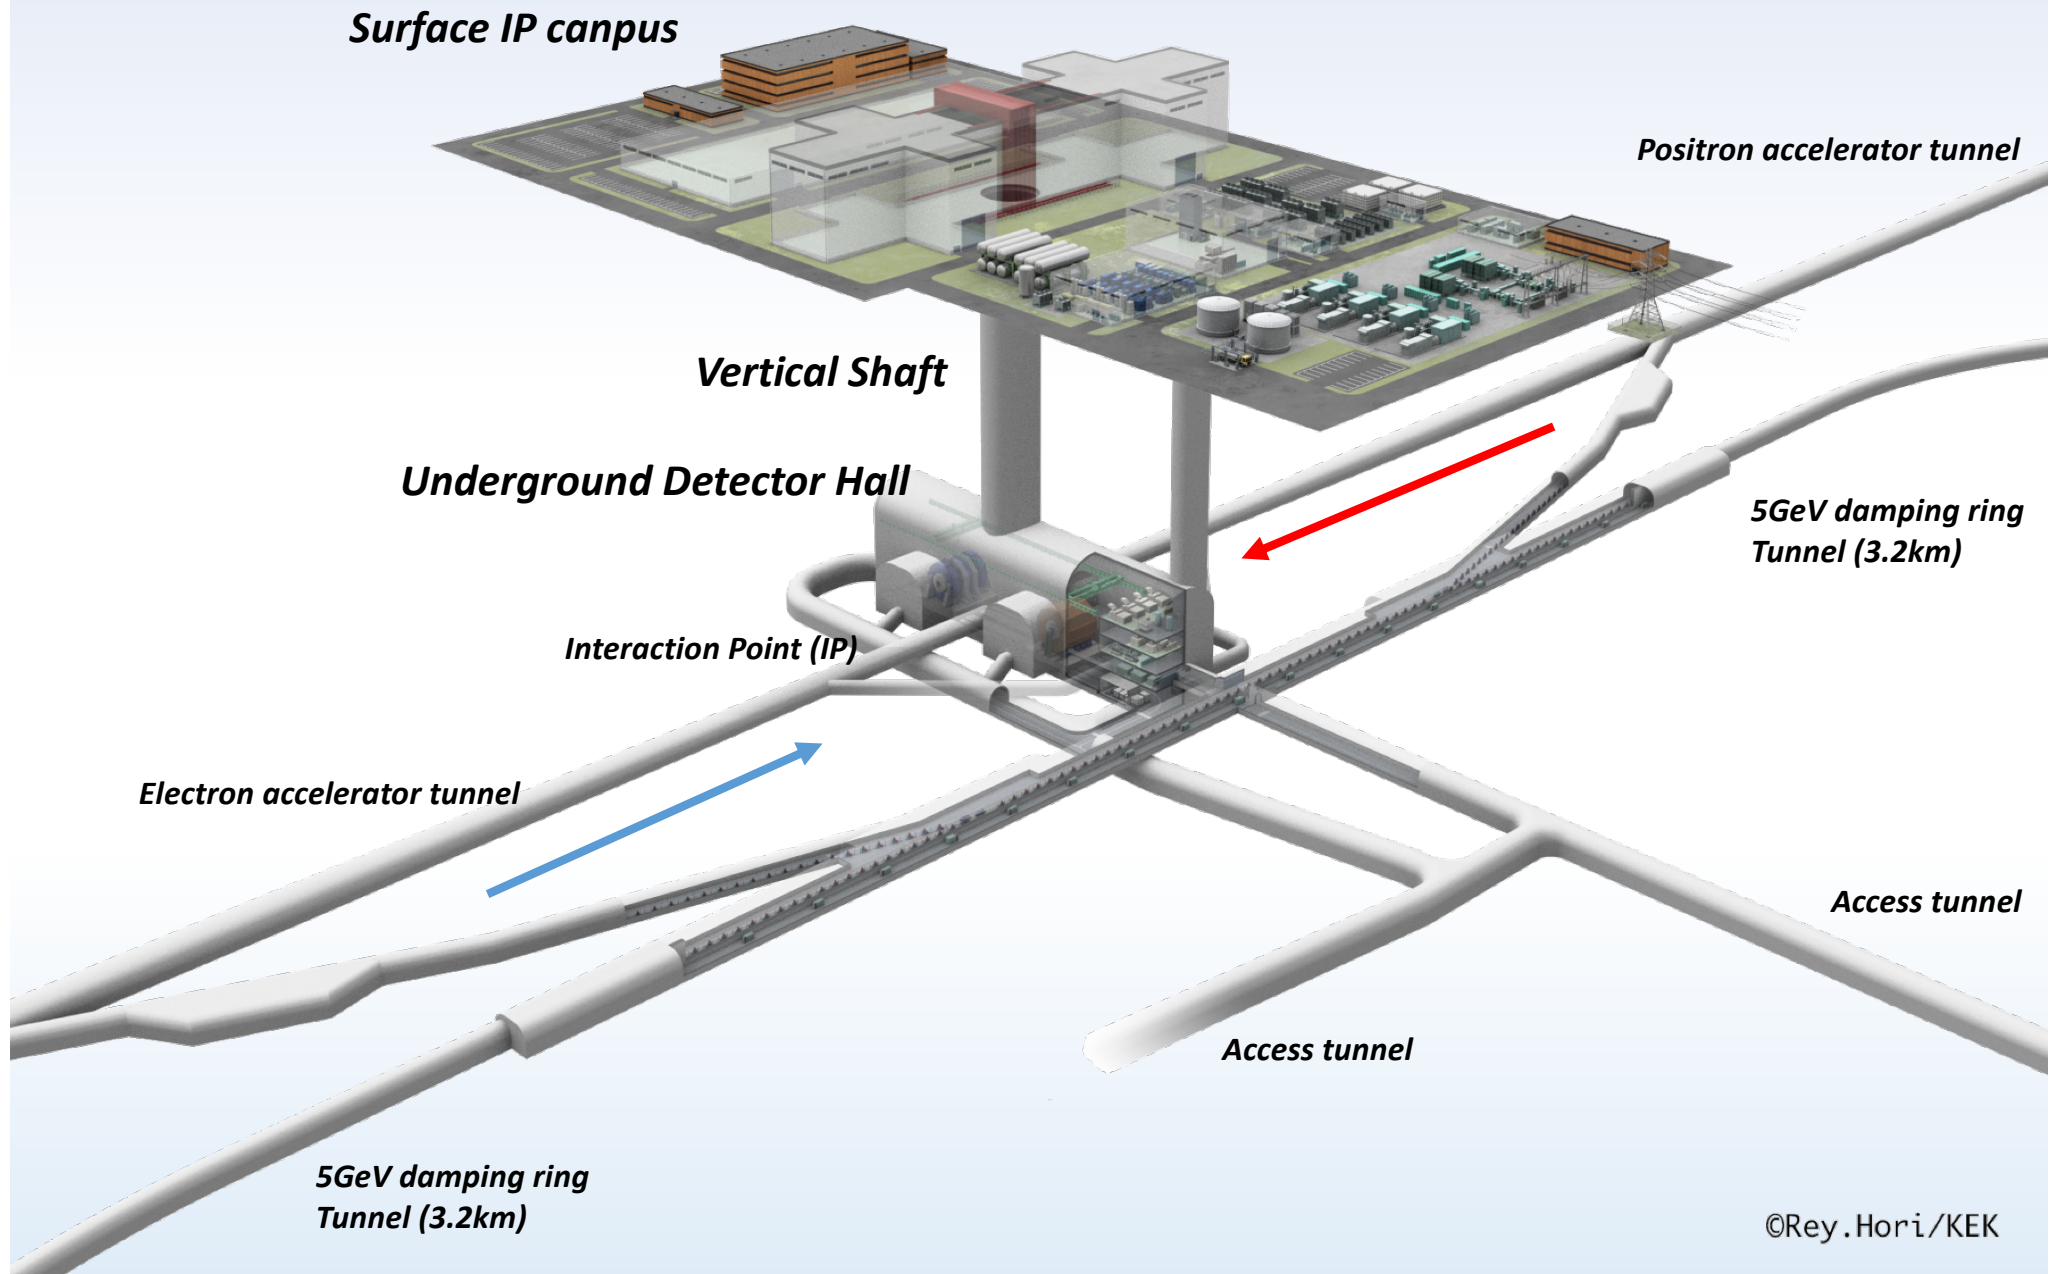 Surface IP canpus
Positron accelerator tunnel
Vertical Shaft
Underground Detector Hall
5GeV damping ring
Tunnel (3.2km)
Interaction Point (IP)
Electron accelerator tunnel
Access tunnel
Access tunnel
5GeV damping ring
Tunnel (3.2km)
©Rey.Hori/KEK